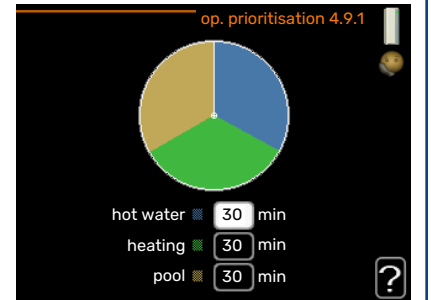 op. prioritisation 4.9.1
hot water 30 min
heating 30 min
pool 30 min
?